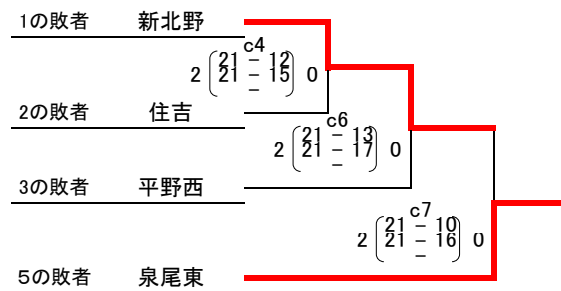 1の敗者 新北野
c4
21 － 12
2 21 － 15 0
－
2の敗者 住吉
c6
21 － 13
2 21 － 17 0
－
3の敗者 平野西
c7
21 － 10
2 21 － 16 0
－
５の敗者 泉尾東